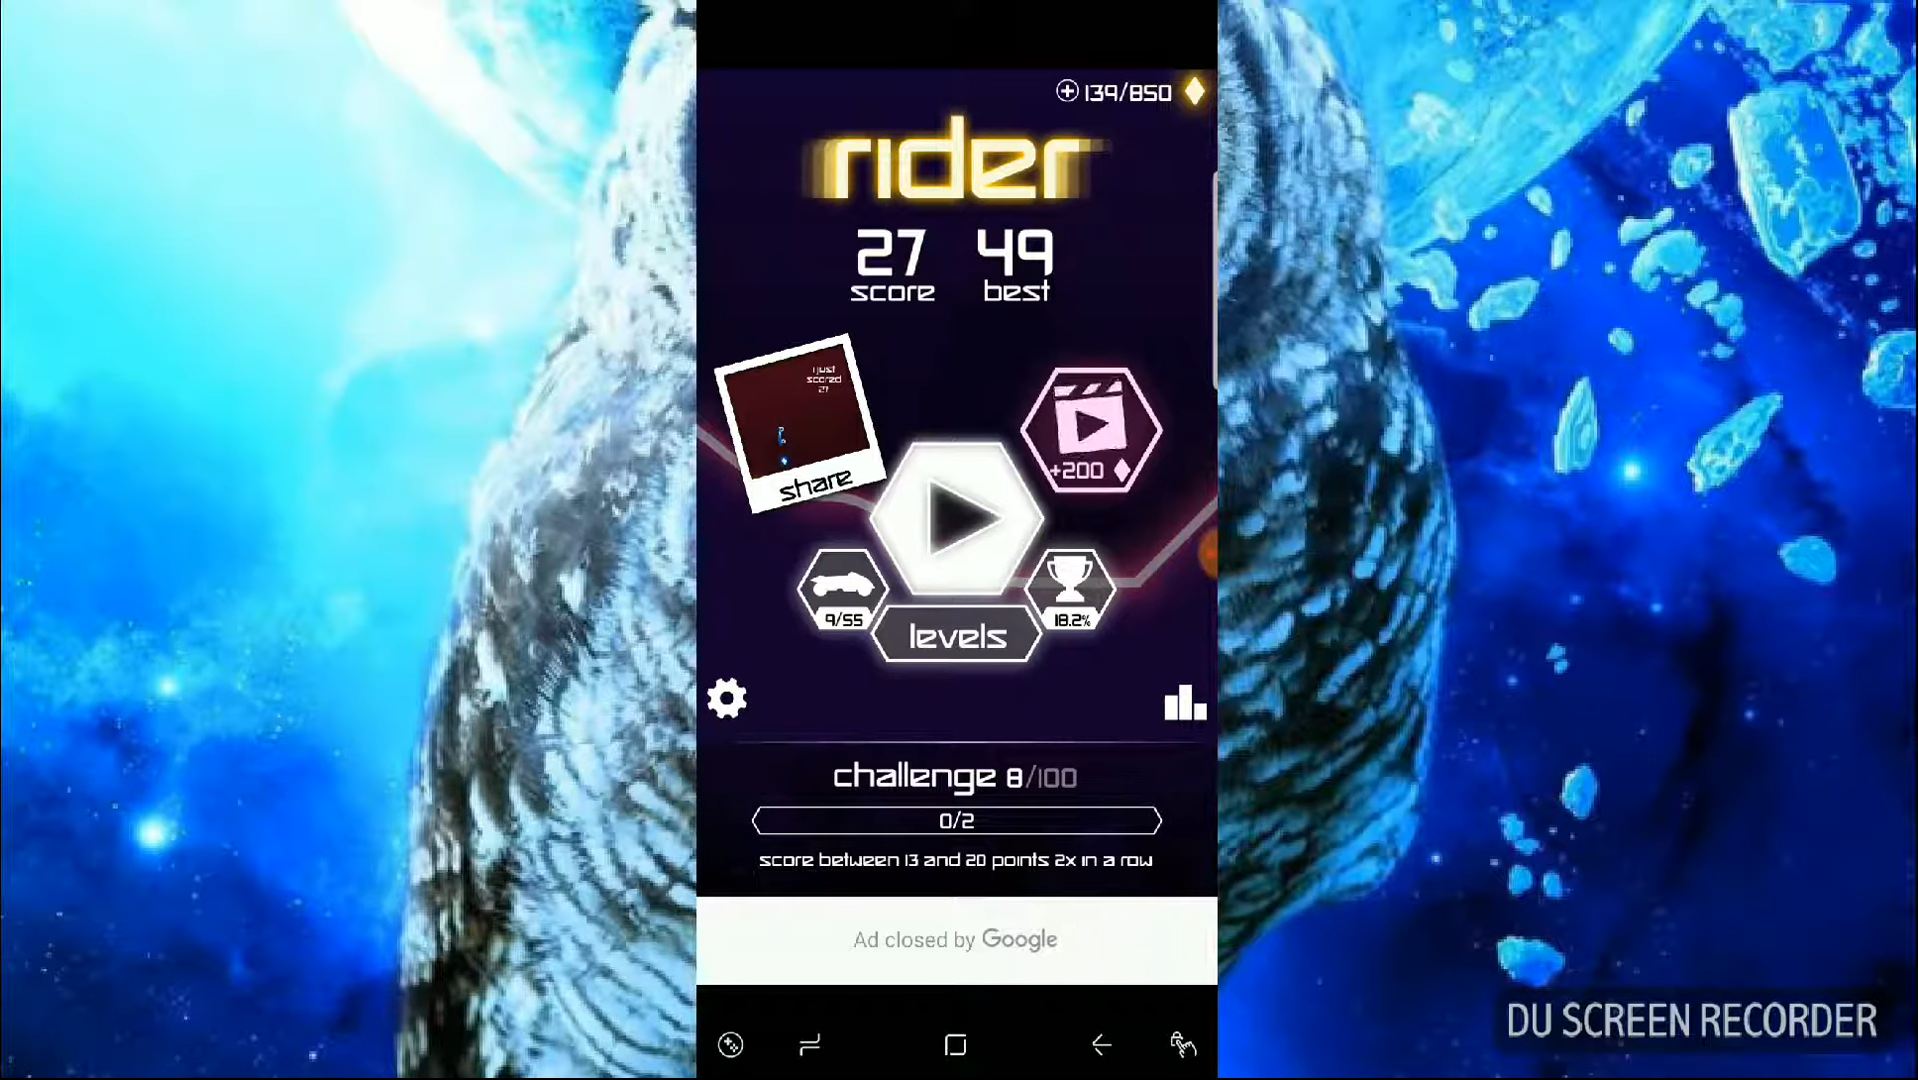 139/850
rider
27 49
score best
i just
scored
27
share
+200
9/55
18.2%
levels
challenge 8/100
0/2
score between 13 and 20 points 2x in a row
Ad closed by Google
DU SCREEN RECORDER